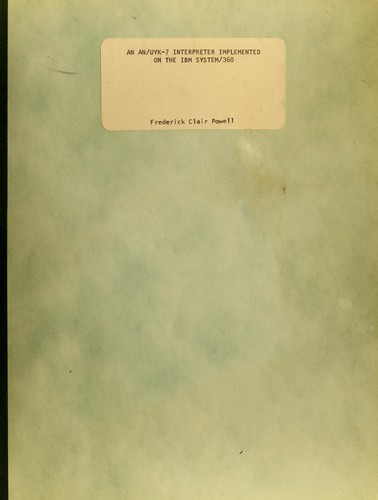 AN AN/UYK-7 INTERPRETER IMPLEMENTED
ON THE IBM SYSTEM/360
Frederick Clair Powell